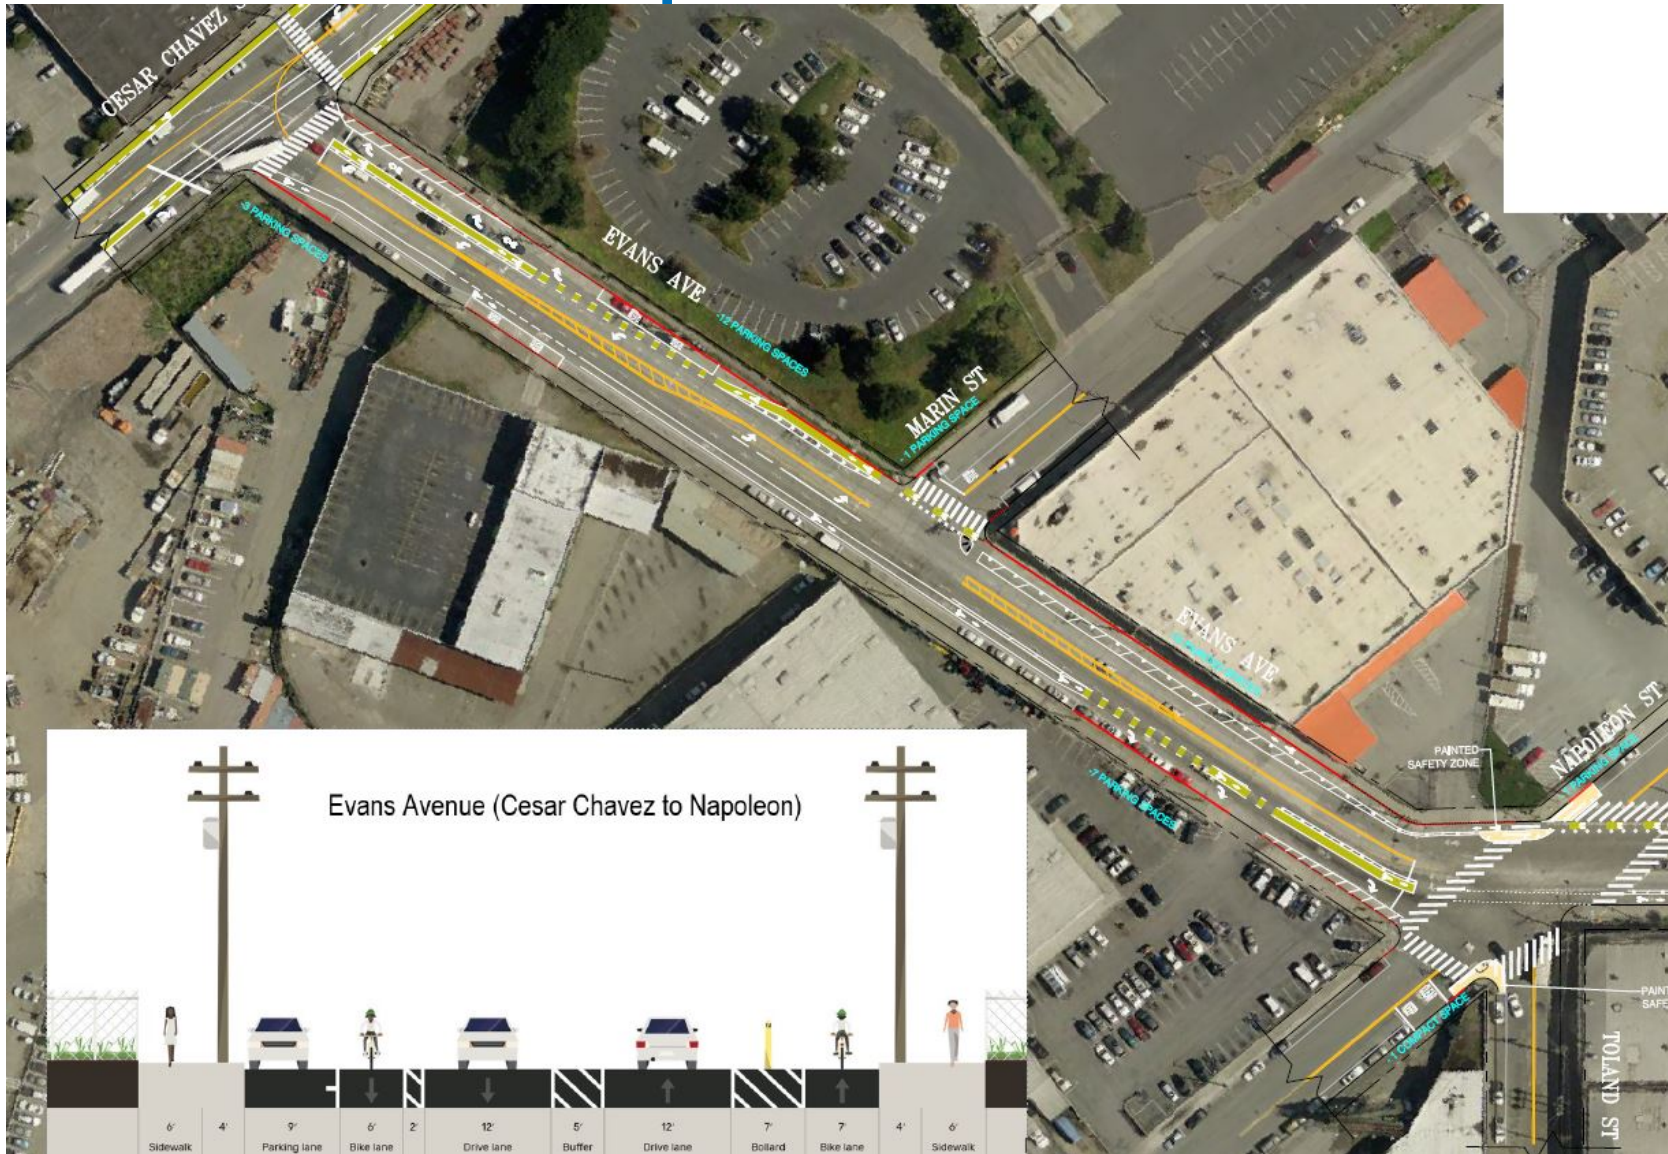 CESAR CHAVEZ
-3 PARKING SPACES
EVANS AVE
-12 PARKING SPACES
MARIN ST
-1 PARKING SPACE
EVANS AVE
PAINTED
SAFETY ZONE
NAPOLEON ST
PARKING SPACE
-7 PARKING SPACES
-1 COMPACT SPACE
TOLAND ST
Evans Avenue (Cesar Chavez to Napoleon)
6' 4' 9' 6' 2' 12' 5' 12' 7' 7' 4' 6'
Sidewalk Parking lane Bike lane Drive lane Buffer Drive lane Bollard Bike lane Sidewalk